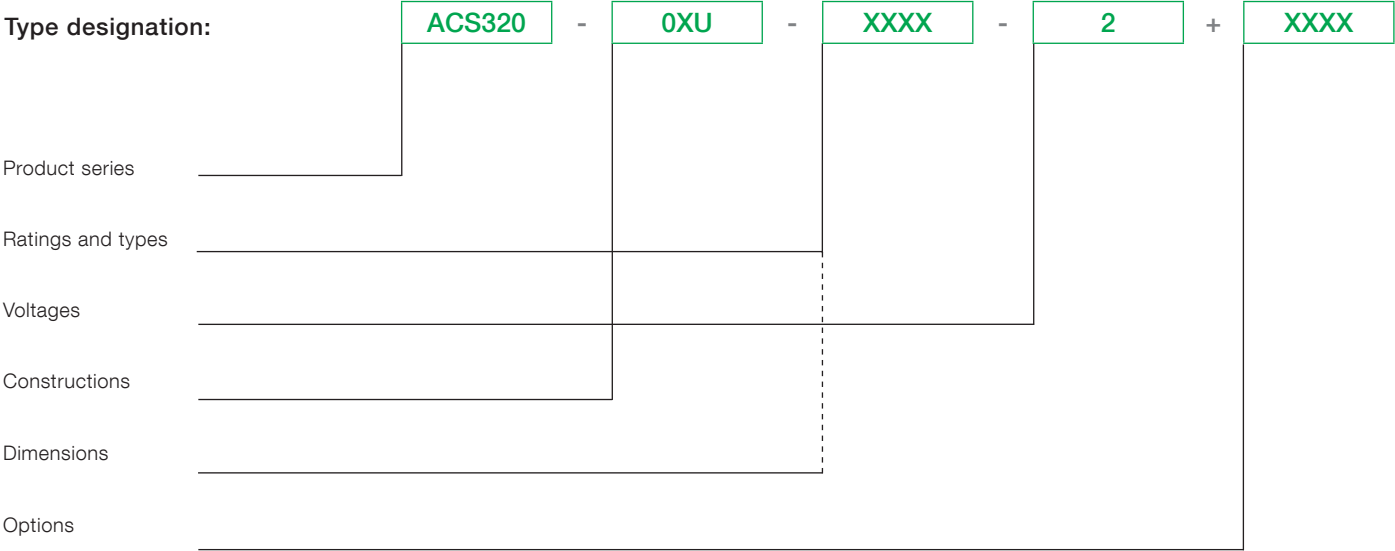 Type designation: ACS320 - 0XU - XXXX - 2 + XXXX
Product series
Ratings and types
Voltages
Constructions
Dimensions
Options